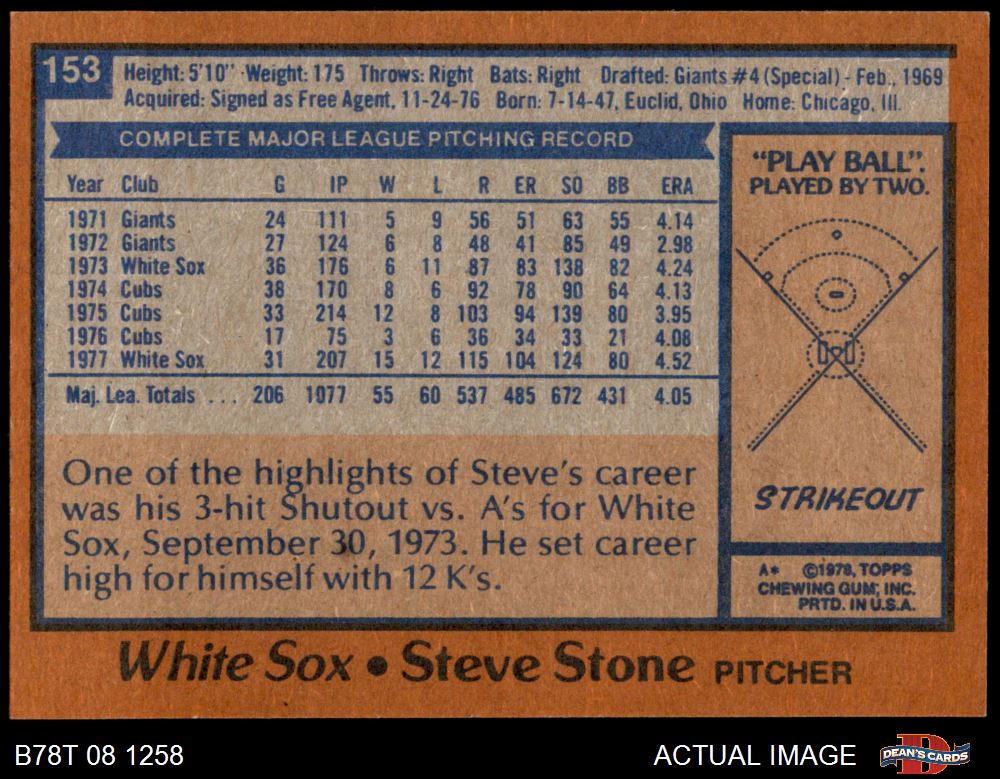 153
Height: 5'10" Weight: 175 Throws: Right Bats: Right Drafted: Giants #4 (Special) - Feb., 1969
Acquired: Signed as Free Agent, 11-24-76 Born: 7-14-47, Euclid, Ohio Home: Chicago, Ill.
COMPLETE MAJOR LEAGUE PITCHING RECORD
Year Club G IP W L R ER SO BB ERA
1971 Giants 24 111 5 9 56 51 63 55 4.14
1972 Giants 27 124 6 8 48 41 85 49 2.98
1973 White Sox 36 176 6 11 87 83 138 82 4.24
1974 Cubs 38 170 8 6 92 78 90 64 4.13
1975 Cubs 33 214 12 8 103 94 139 80 3.95
1976 Cubs 17 75 3 6 36 34 33 21 4.08
1977 White Sox 31 207 15 12 115 104 124 80 4.52
Maj. Lea. Totals ... 206 1077 55 60 537 485 672 431 4.05
One of the highlights of Steve's career
was his 3-hit Shutout vs. A's for White
Sox, September 30, 1973. He set career
high for himself with 12 K's.
"PLAY BALL".
PLAYED BY TWO.
STRIKEOUT
A* ©1978, TOPPS
CHEWING GUM, INC.
PRTD. IN U.S.A.
White Sox • Steve Stone PITCHER
B78T 08 1258
ACTUAL IMAGE
D
DEAN'S CARDS